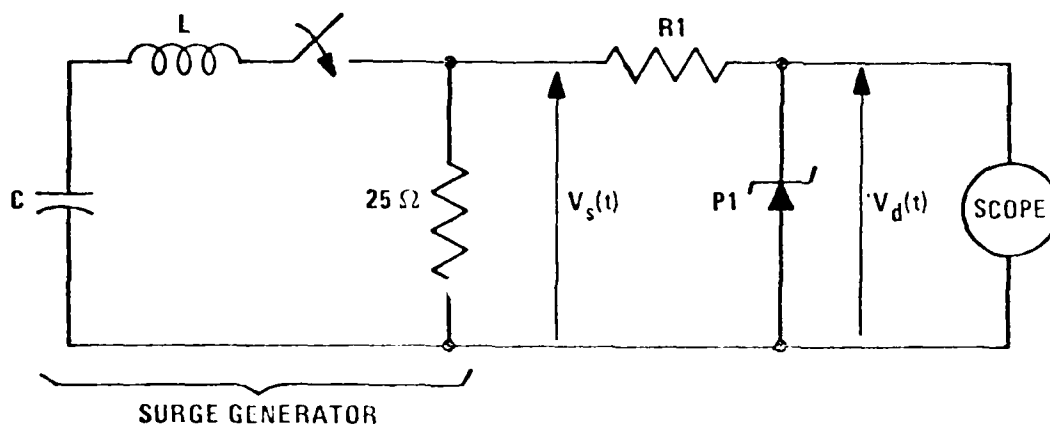 L
R1
C
25 Ω
Vs(t)
P1
Vd(t)
SCOPE
SURGE GENERATOR